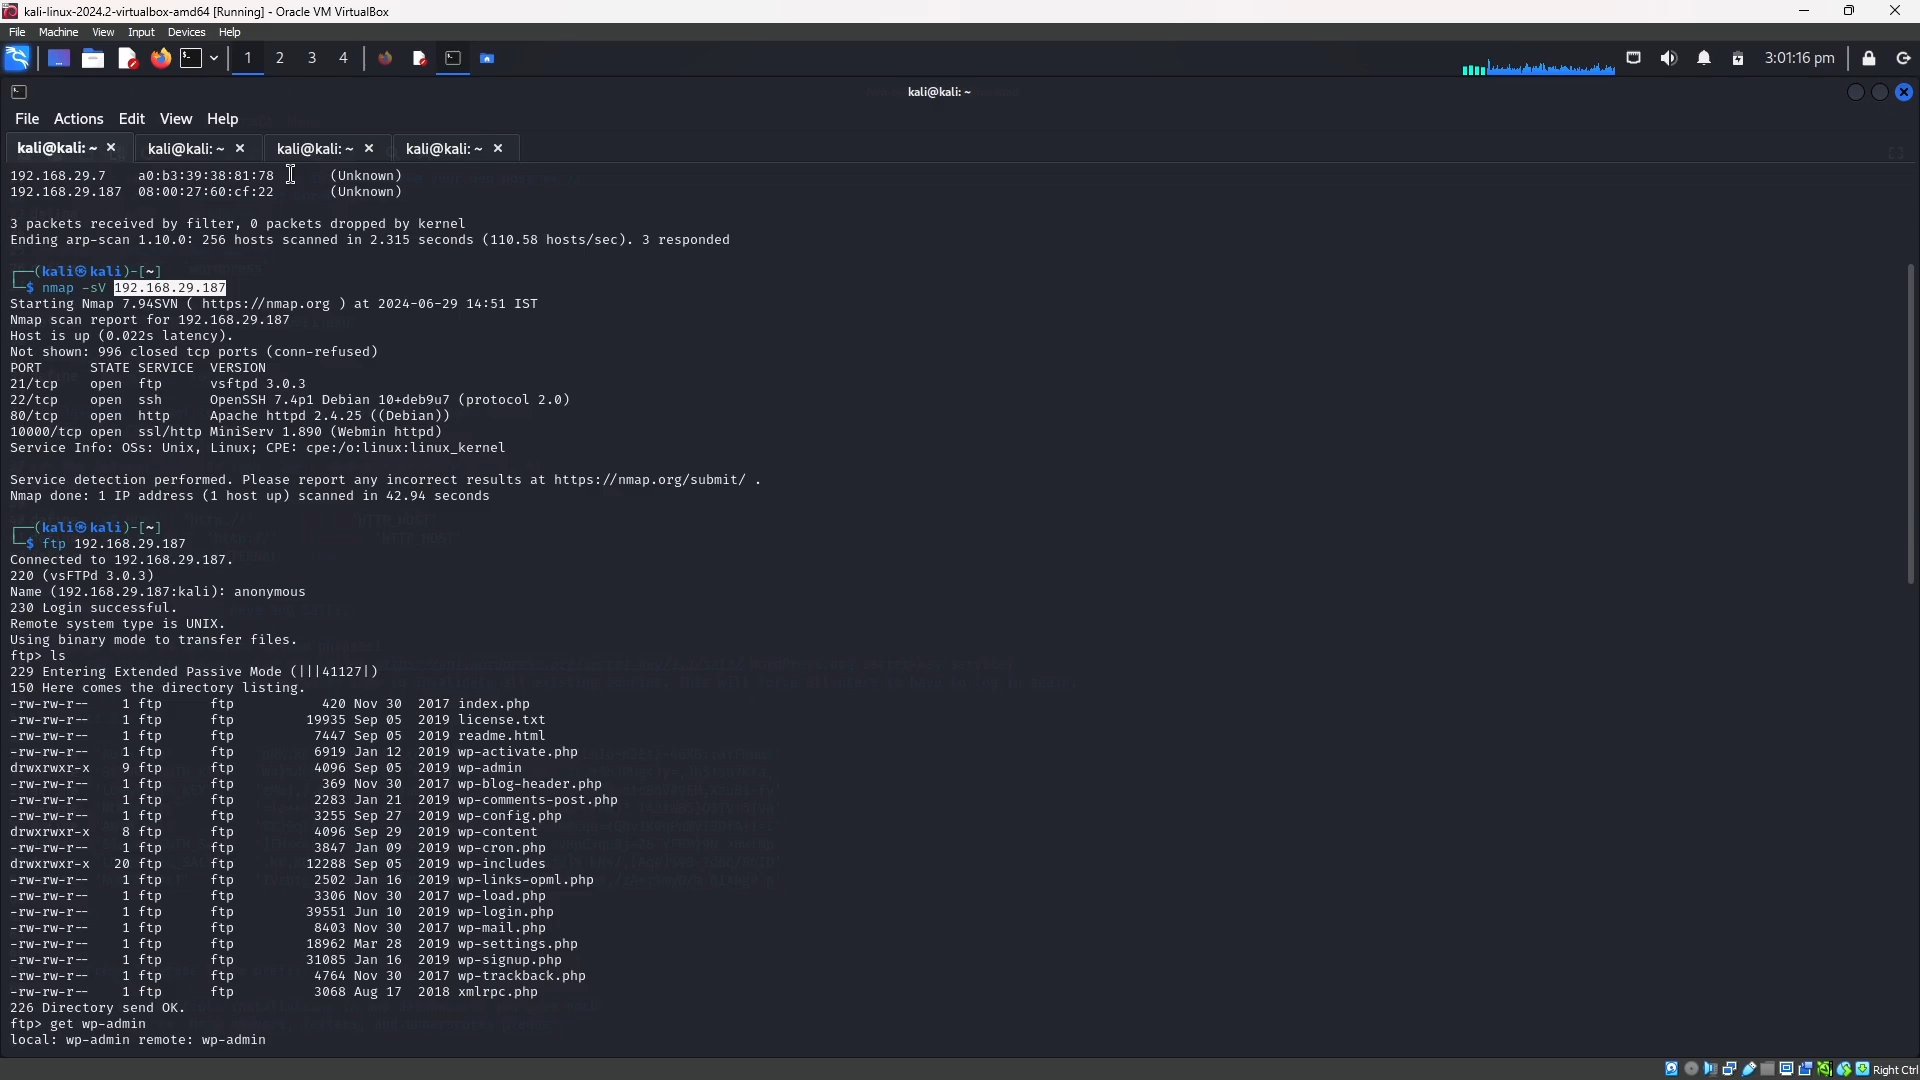 kali-linux-2024.2-virtualbox-amd64 [Running] - Oracle VM VirtualBox
File Machine View Input Devices Help
1 2 3 4 3:01:16 pm
kali@kali: ~
File Actions Edit View Help
kali@kali: ~ × kali@kali: ~ × kali@kali: ~ × kali@kali: ~ ×
192.168.29.7 a0:b3:39:38:81:78 (Unknown)
192.168.29.187 08:00:27:60:cf:22 (Unknown)
3 packets received by filter, 0 packets dropped by kernel
Ending arp-scan 1.10.0: 256 hosts scanned in 2.315 seconds (110.58 hosts/sec). 3 responded
┌──(kali㉿kali)-[~]
└─$ nmap -sV 192.168.29.187
Starting Nmap 7.94SVN ( https://nmap.org ) at 2024-06-29 14:51 IST
Nmap scan report for 192.168.29.187
Host is up (0.022s latency).
Not shown: 996 closed tcp ports (conn-refused)
PORT STATE SERVICE VERSION
21/tcp open ftp vsftpd 3.0.3
22/tcp open ssh OpenSSH 7.4p1 Debian 10+deb9u7 (protocol 2.0)
80/tcp open http Apache httpd 2.4.25 ((Debian))
10000/tcp open ssl/http MiniServ 1.890 (Webmin httpd)
Service Info: OSs: Unix, Linux; CPE: cpe:/o:linux:linux_kernel
Service detection performed. Please report any incorrect results at https://nmap.org/submit/ .
Nmap done: 1 IP address (1 host up) scanned in 42.94 seconds
┌──(kali㉿kali)-[~]
└─$ ftp 192.168.29.187
Connected to 192.168.29.187.
220 (vsFTPd 3.0.3)
Name (192.168.29.187:kali): anonymous
230 Login successful.
Remote system type is UNIX.
Using binary mode to transfer files.
ftp> ls
229 Entering Extended Passive Mode (|||41127|)
150 Here comes the directory listing.
-rw-rw-r-- 1 ftp ftp 420 Nov 30 2017 index.php
-rw-rw-r-- 1 ftp ftp 19935 Sep 05 2019 license.txt
-rw-rw-r-- 1 ftp ftp 7447 Sep 05 2019 readme.html
-rw-rw-r-- 1 ftp ftp 6919 Jan 12 2019 wp-activate.php
drwxrwxr-x 9 ftp ftp 4096 Sep 05 2019 wp-admin
-rw-rw-r-- 1 ftp ftp 369 Nov 30 2017 wp-blog-header.php
-rw-rw-r-- 1 ftp ftp 2283 Jan 21 2019 wp-comments-post.php
-rw-rw-r-- 1 ftp ftp 3255 Sep 27 2019 wp-config.php
drwxrwxr-x 8 ftp ftp 4096 Sep 29 2019 wp-content
-rw-rw-r-- 1 ftp ftp 3847 Jan 09 2019 wp-cron.php
drwxrwxr-x 20 ftp ftp 12288 Sep 05 2019 wp-includes
-rw-rw-r-- 1 ftp ftp 2502 Jan 16 2019 wp-links-opml.php
-rw-rw-r-- 1 ftp ftp 3306 Nov 30 2017 wp-load.php
-rw-rw-r-- 1 ftp ftp 39551 Jun 10 2019 wp-login.php
-rw-rw-r-- 1 ftp ftp 8403 Nov 30 2017 wp-mail.php
-rw-rw-r-- 1 ftp ftp 18962 Mar 28 2019 wp-settings.php
-rw-rw-r-- 1 ftp ftp 31085 Jan 16 2019 wp-signup.php
-rw-rw-r-- 1 ftp ftp 4764 Nov 30 2017 wp-trackback.php
-rw-rw-r-- 1 ftp ftp 3068 Aug 17 2018 xmlrpc.php
226 Directory send OK.
ftp> get wp-admin
local: wp-admin remote: wp-admin
Right Ctrl